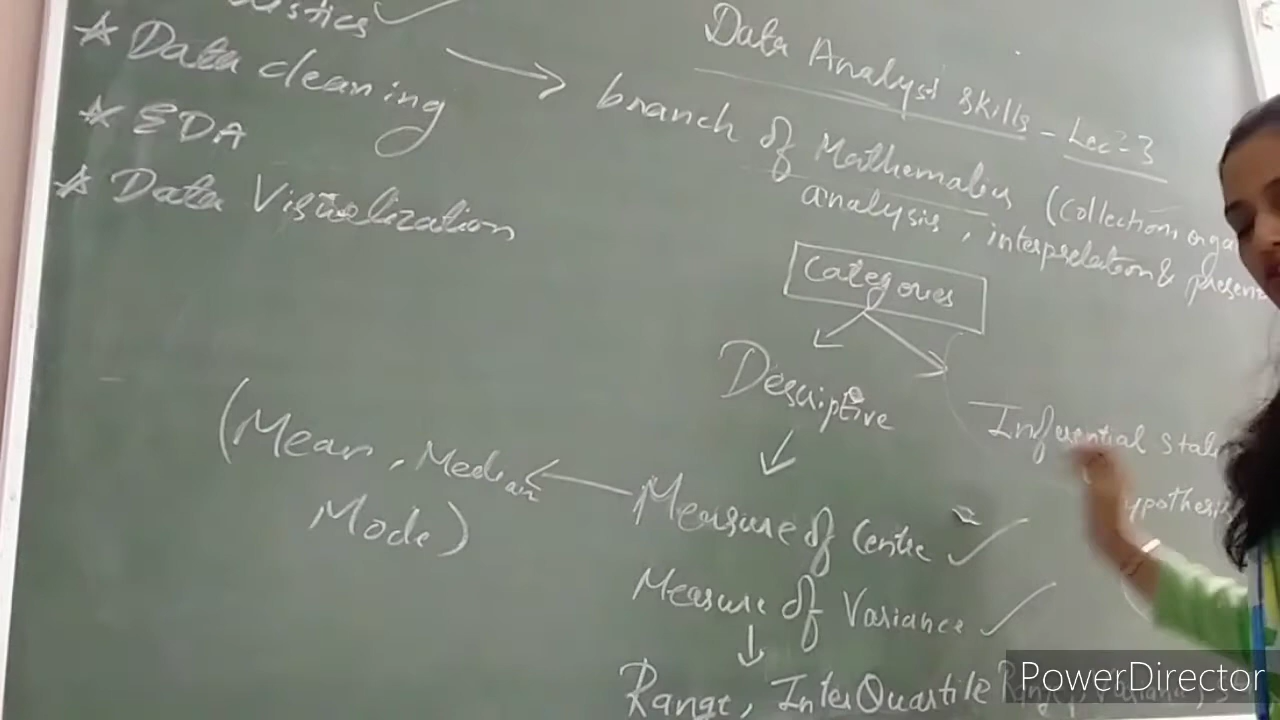 Data Analyst skills - Lec-3
* Data cleaning
* EDA
* Data Visualization
branch of Mathematics (Collection,
analysis, interpretation &
Categories
Descriptive
Inferential
(Mean, Median
Mode)
Measure of Centre
Measure of Variance
Range, InterQuartile
PowerDirector